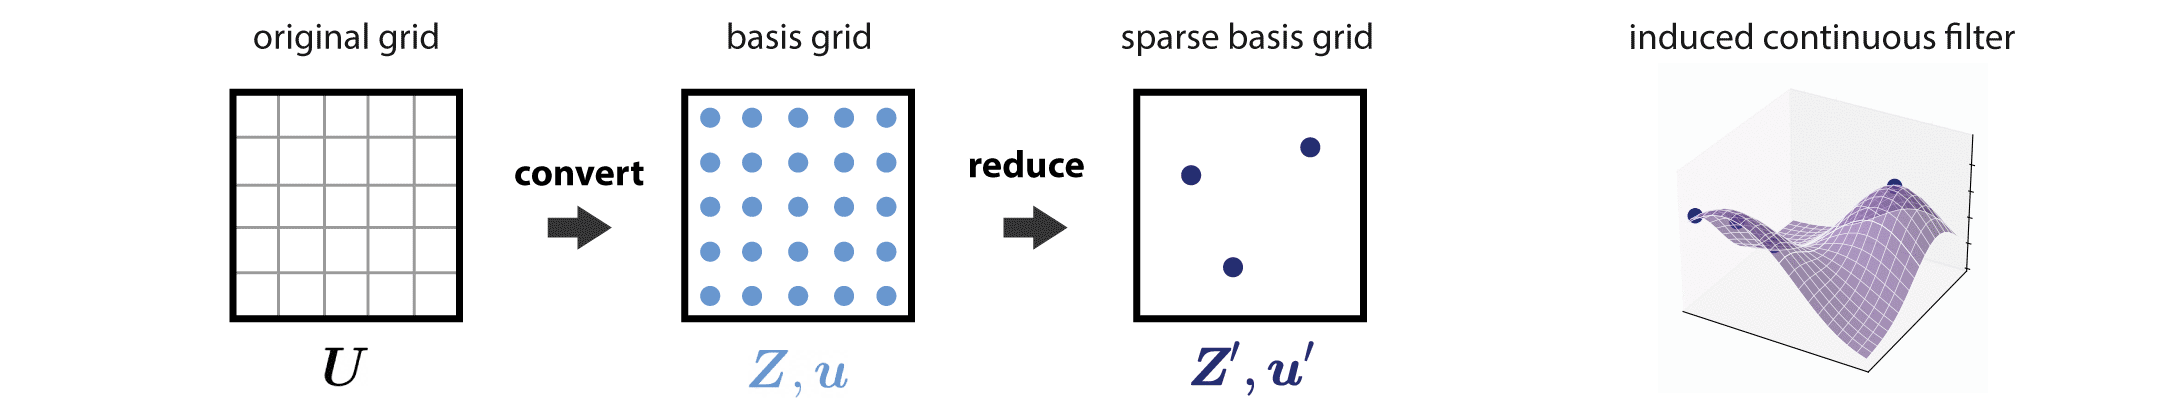 original grid
basis grid
sparse basis grid
induced continuous filter
convert
reduce
U
Z, u
Z′, u′